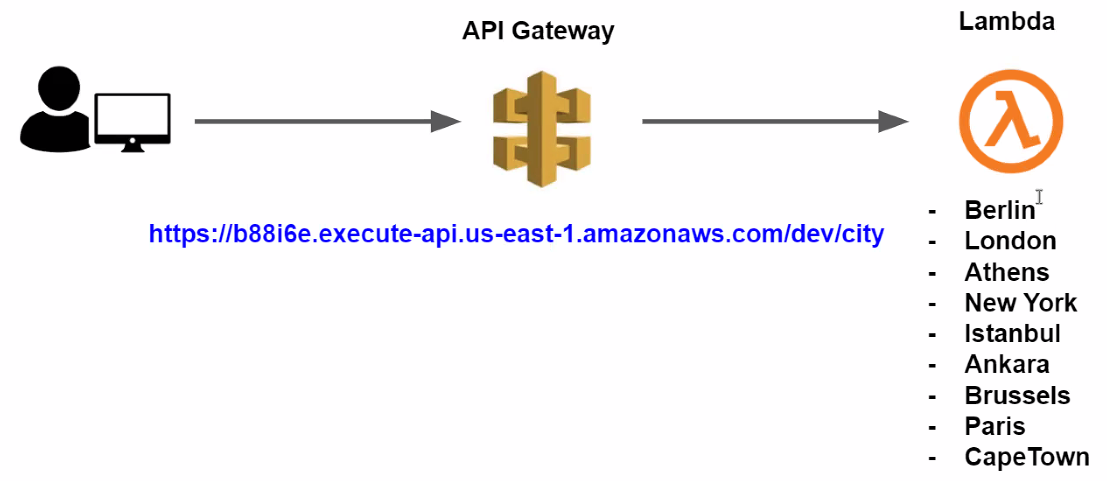 API Gateway
Lambda
https://b88i6e.execute-api.us-east-1.amazonaws.com/dev/city
- Berlin
- London
- Athens
- New York
- Istanbul
- Ankara
- Brussels
- Paris
- CapeTown